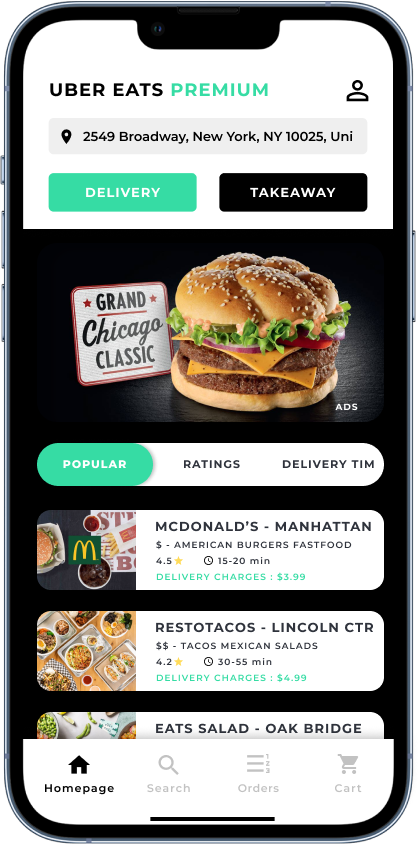 UBER EATS PREMIUM
2549 Broadway, New York, NY 10025, Uni
DELIVERY
TAKEAWAY
GRAND
Chicago
CLASSIC
ADS
POPULAR
RATINGS
DELIVERY TIM
MCDONALD'S - MANHATTAN
$ - AMERICAN BURGERS FASTFOOD
4.5 15-20 min
DELIVERY CHARGES : $3.99
RESTOTACOS - LINCOLN CTR
$$ - TACOS MEXICAN SALADS
4.2 30-55 min
DELIVERY CHARGES : $4.99
EATS SALAD - OAK BRIDGE
Homepage
Search
Orders
Cart